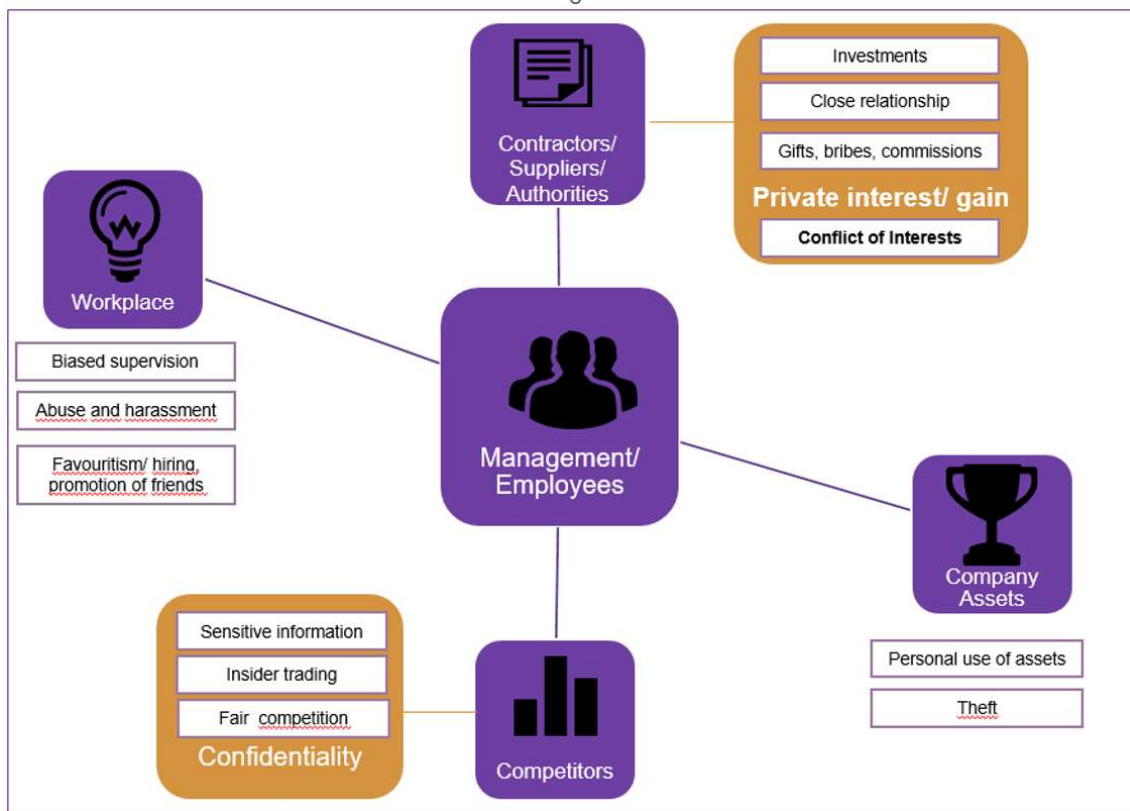 Contractors/
Suppliers/
Authorities
Investments
Close relationship
Gifts, bribes, commissions
Private interest/ gain
Conflict of Interests
Workplace
Biased supervision
Abuse and harassment
Favouritism/ hiring,
promotion of friends
Management/
Employees
Company
Assets
Personal use of assets
Theft
Sensitive information
Insider trading
Fair competition
Confidentiality
Competitors